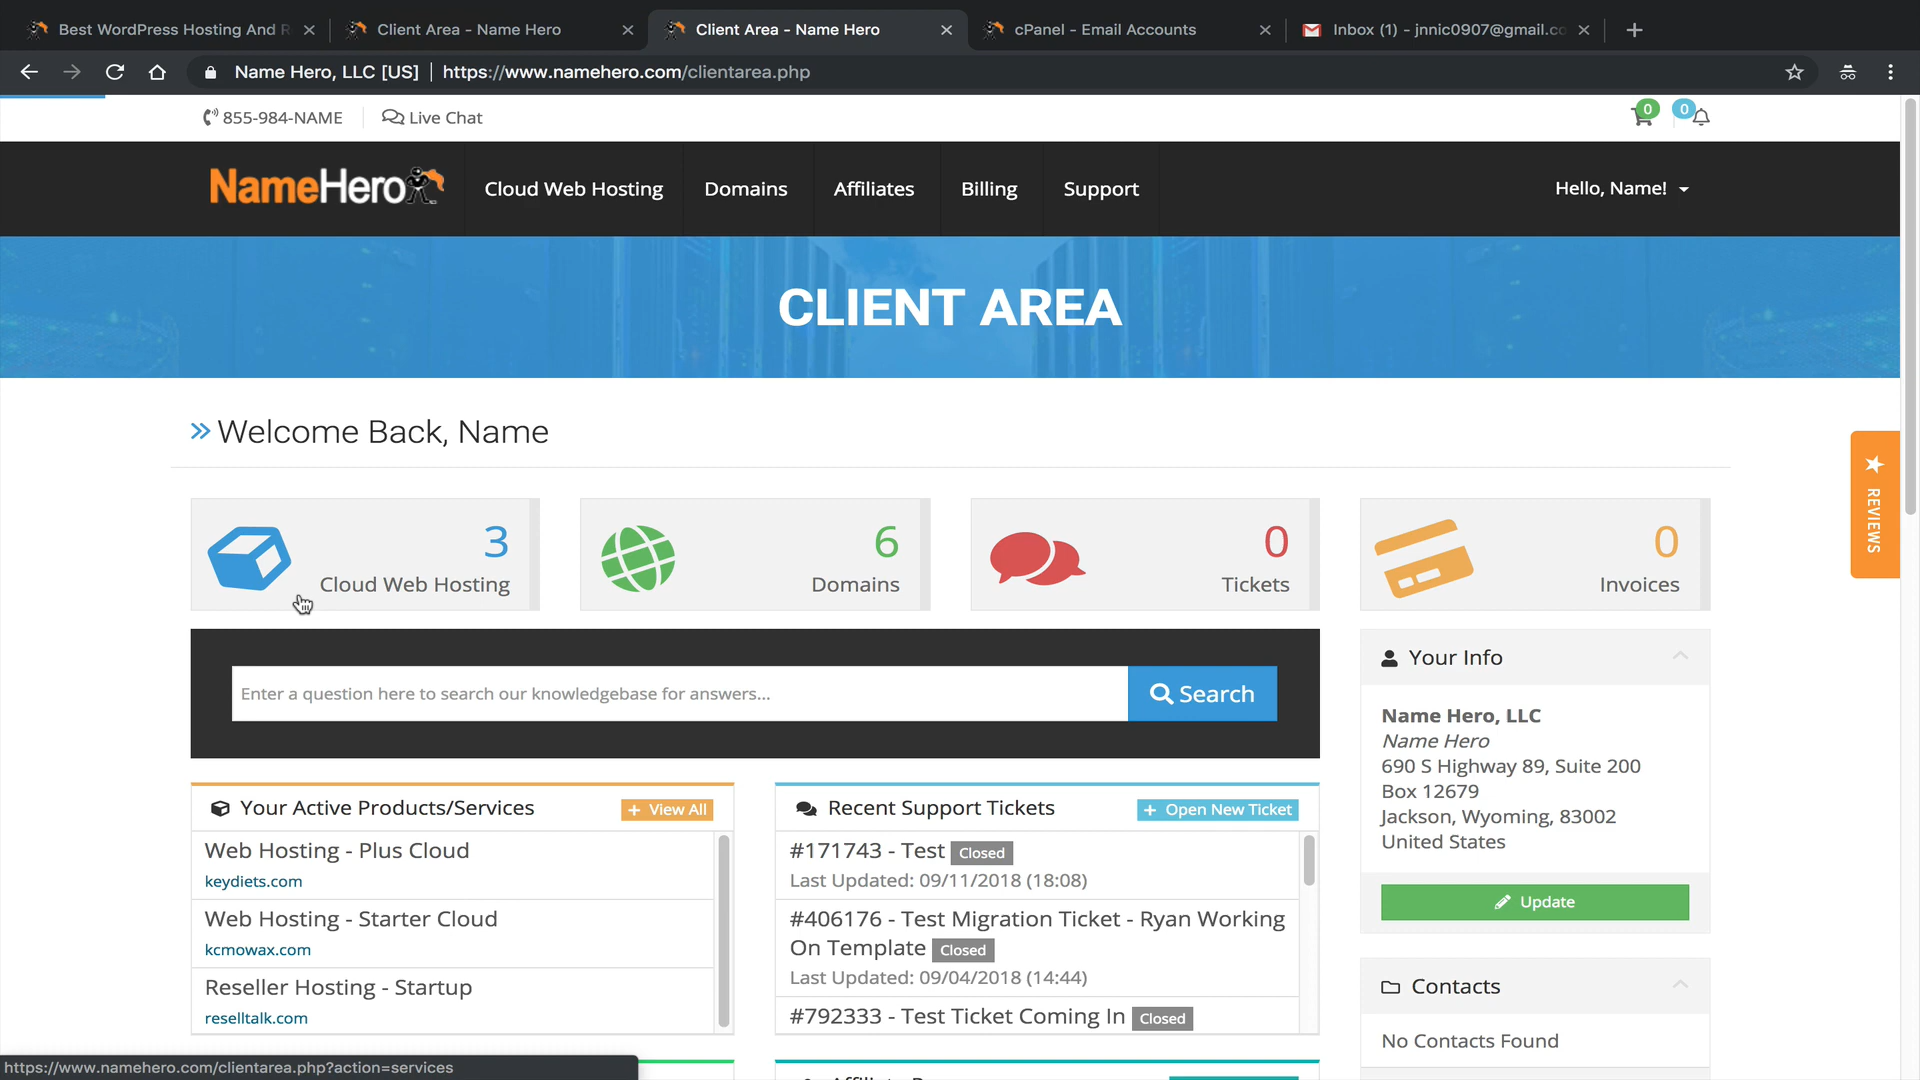 Best WordPress Hosting And R
Client Area - Name Hero
Client Area - Name Hero
cPanel - Email Accounts
Inbox (1) - jnnic0907@gmail.co
Name Hero, LLC [US] | https://www.namehero.com/clientarea.php
855-984-NAME
Live Chat
0
0
NameHero
Cloud Web Hosting
Domains
Affiliates
Billing
Support
Hello, Name!
CLIENT AREA
Welcome Back, Name
3
Cloud Web Hosting
6
Domains
0
Tickets
0
Invoices
REVIEWS
Enter a question here to search our knowledgebase for answers...
Search
Your Info
Name Hero, LLC
Name Hero
690 S Highway 89, Suite 200
Box 12679
Jackson, Wyoming, 83002
United States
Update
Your Active Products/Services
+ View All
Web Hosting - Plus Cloud
keydiets.com
Web Hosting - Starter Cloud
kcmowax.com
Reseller Hosting - Startup
reselltalk.com
Recent Support Tickets
+ Open New Ticket
#171743 - Test Closed
Last Updated: 09/11/2018 (18:08)
#406176 - Test Migration Ticket - Ryan Working
On Template Closed
Last Updated: 09/04/2018 (14:44)
#792333 - Test Ticket Coming In Closed
Contacts
No Contacts Found
https://www.namehero.com/clientarea.php?action=services